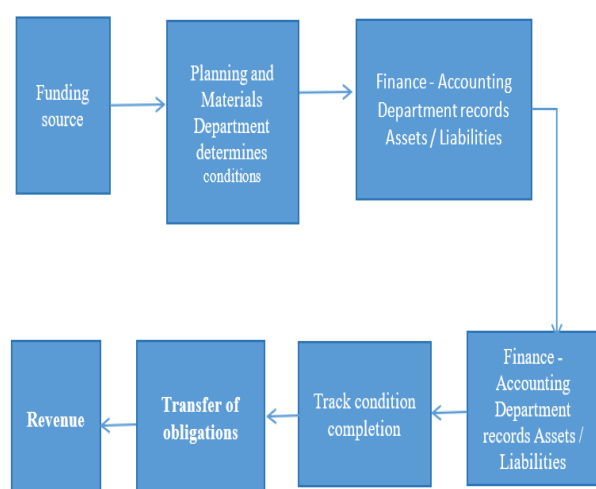 Funding
source
Planning and
Materials
Department
determines
conditions
Finance - Accounting
Department records
Assets / Liabilities
Finance -
Accounting
Department
records Assets /
Liabilities
Track condition
completion
Transfer of
obligations
Revenue